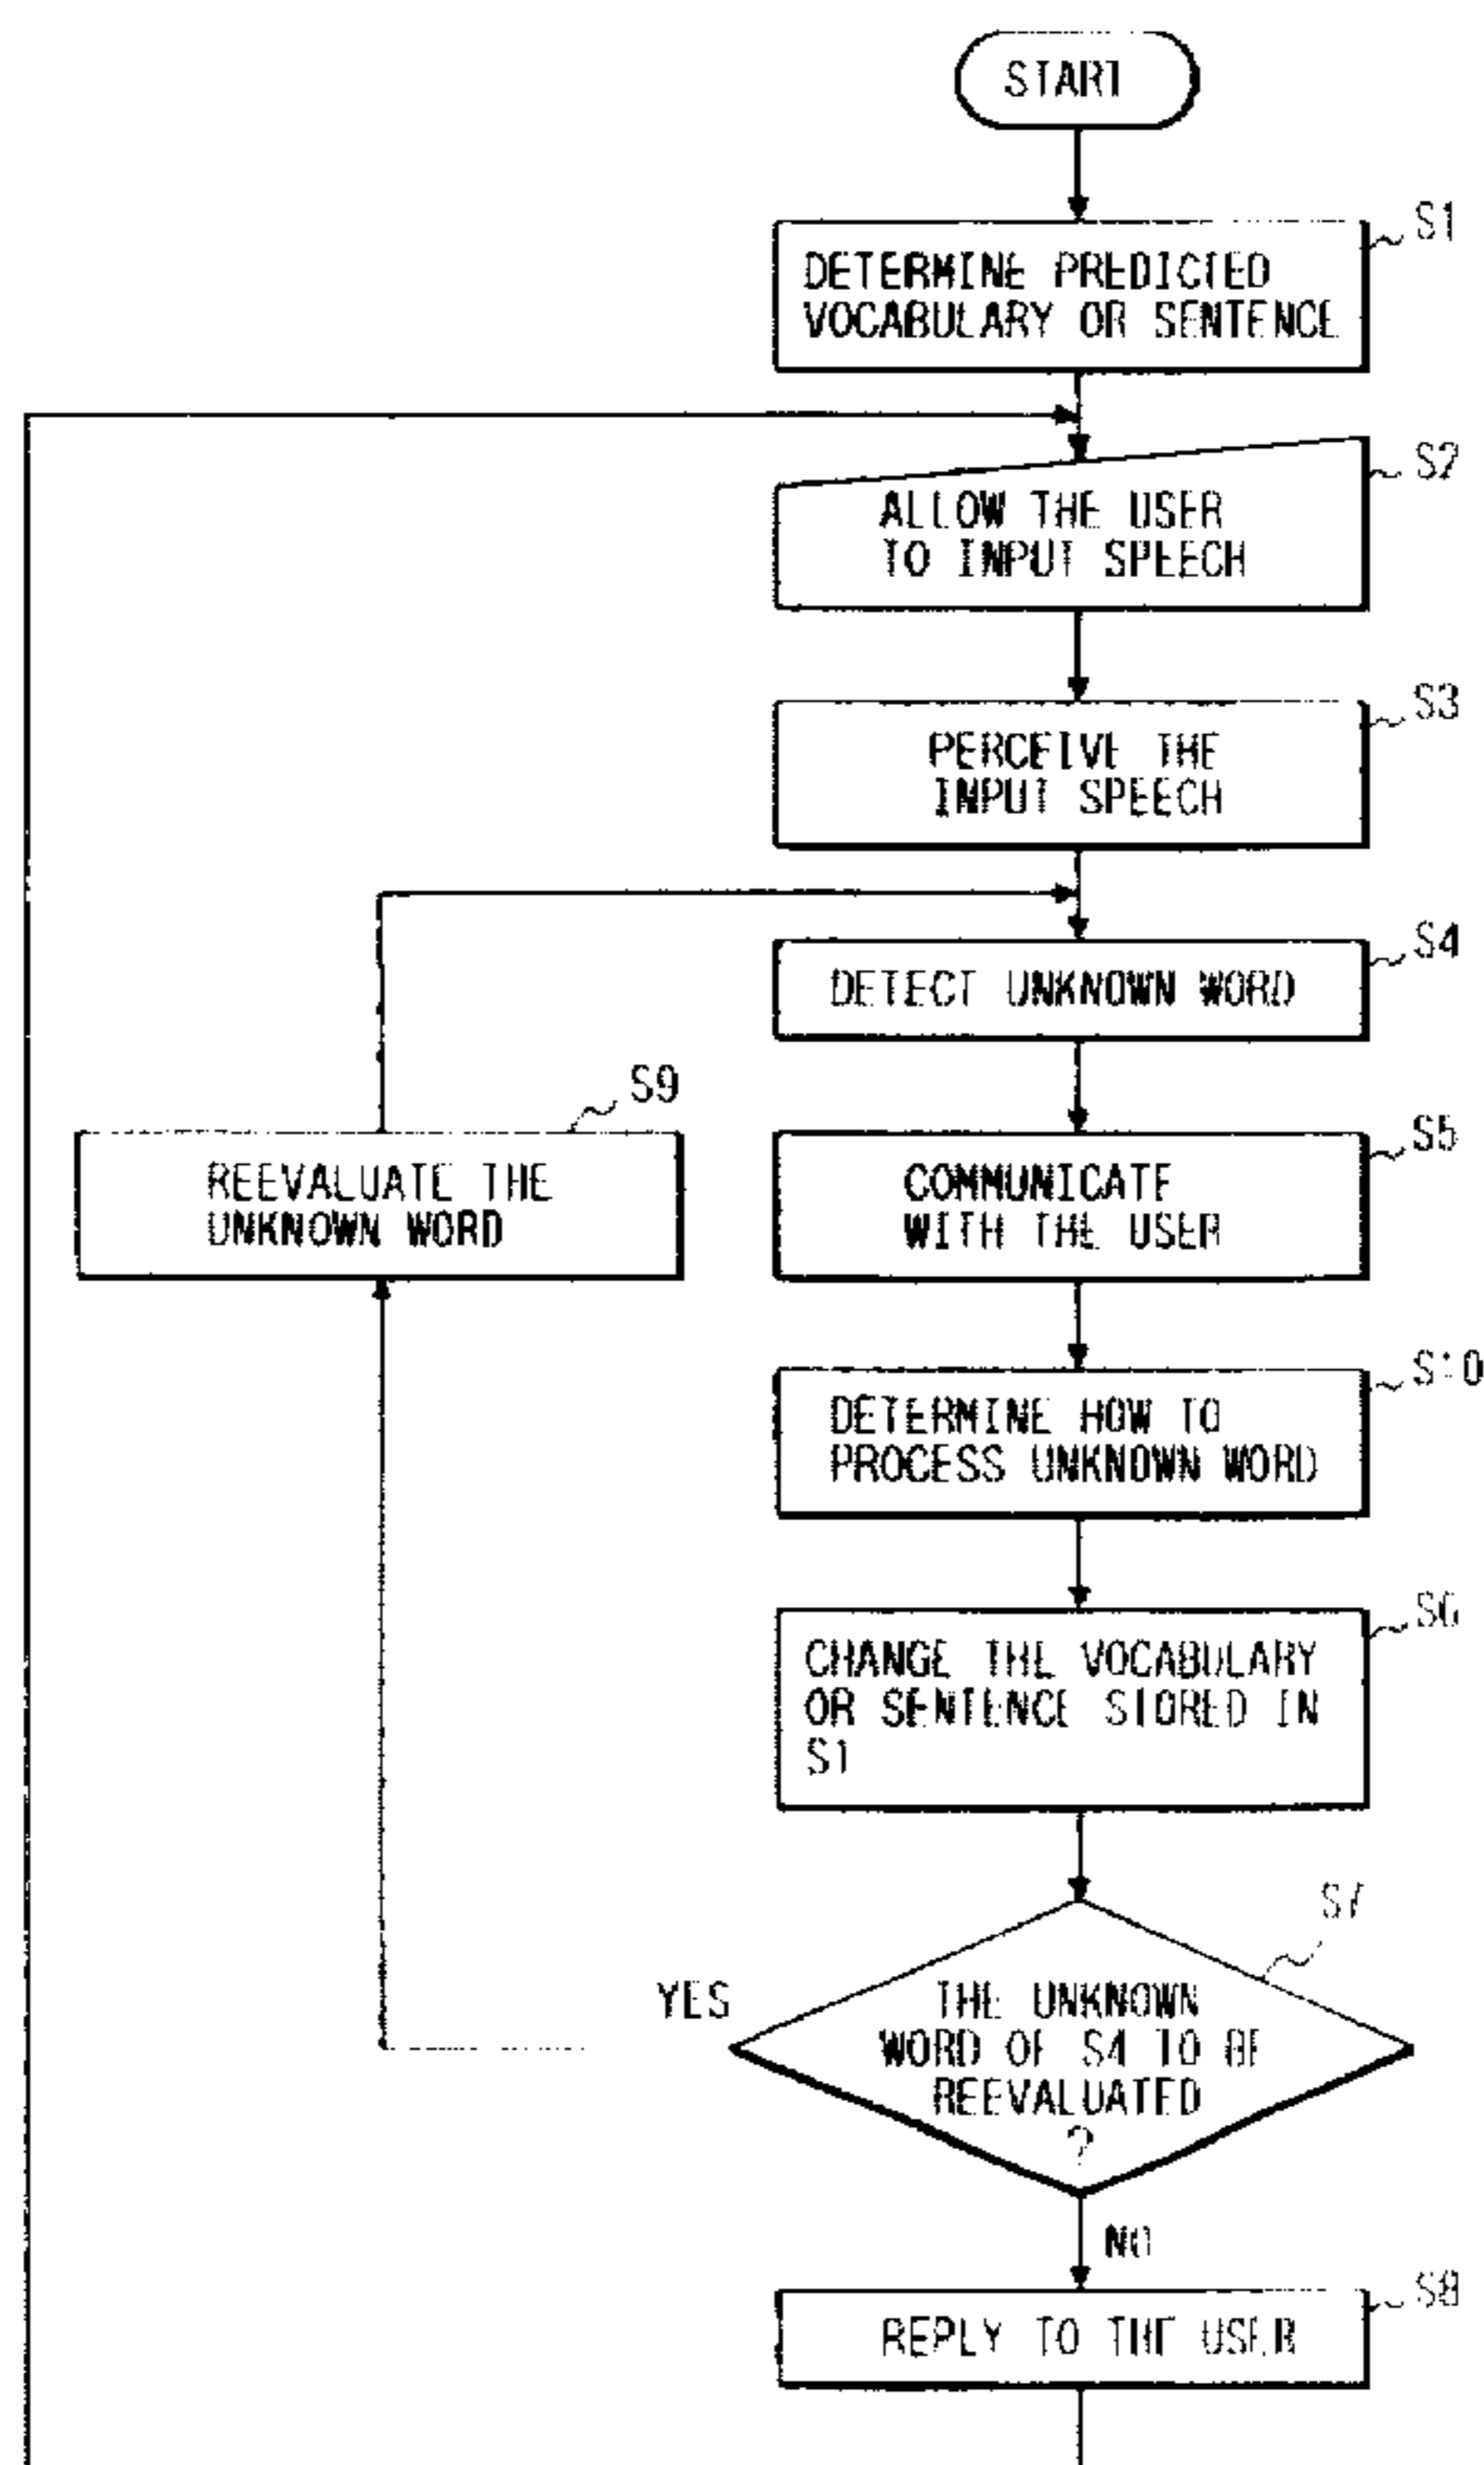 START
S1
DETERMINE PREDICTED
VOCABULARY OR SENTENCE
S2
ALLOW THE USER
TO INPUT SPEECH
S3
PERCEIVE THE
INPUT SPEECH
S4
DETECT UNKNOWN WORD
S9
REEVALUATE THE
UNKNOWN WORD
S5
COMMUNICATE
WITH THE USER
S10
DETERMINE HOW TO
PROCESS UNKNOWN WORD
S6
CHANGE THE VOCABULARY
OR SENTENCE STORED IN
S1
S7
YES
THE UNKNOWN
WORD OF S4 TO BE
REEVALUATED
?
NO
S8
REPLY TO THE USER